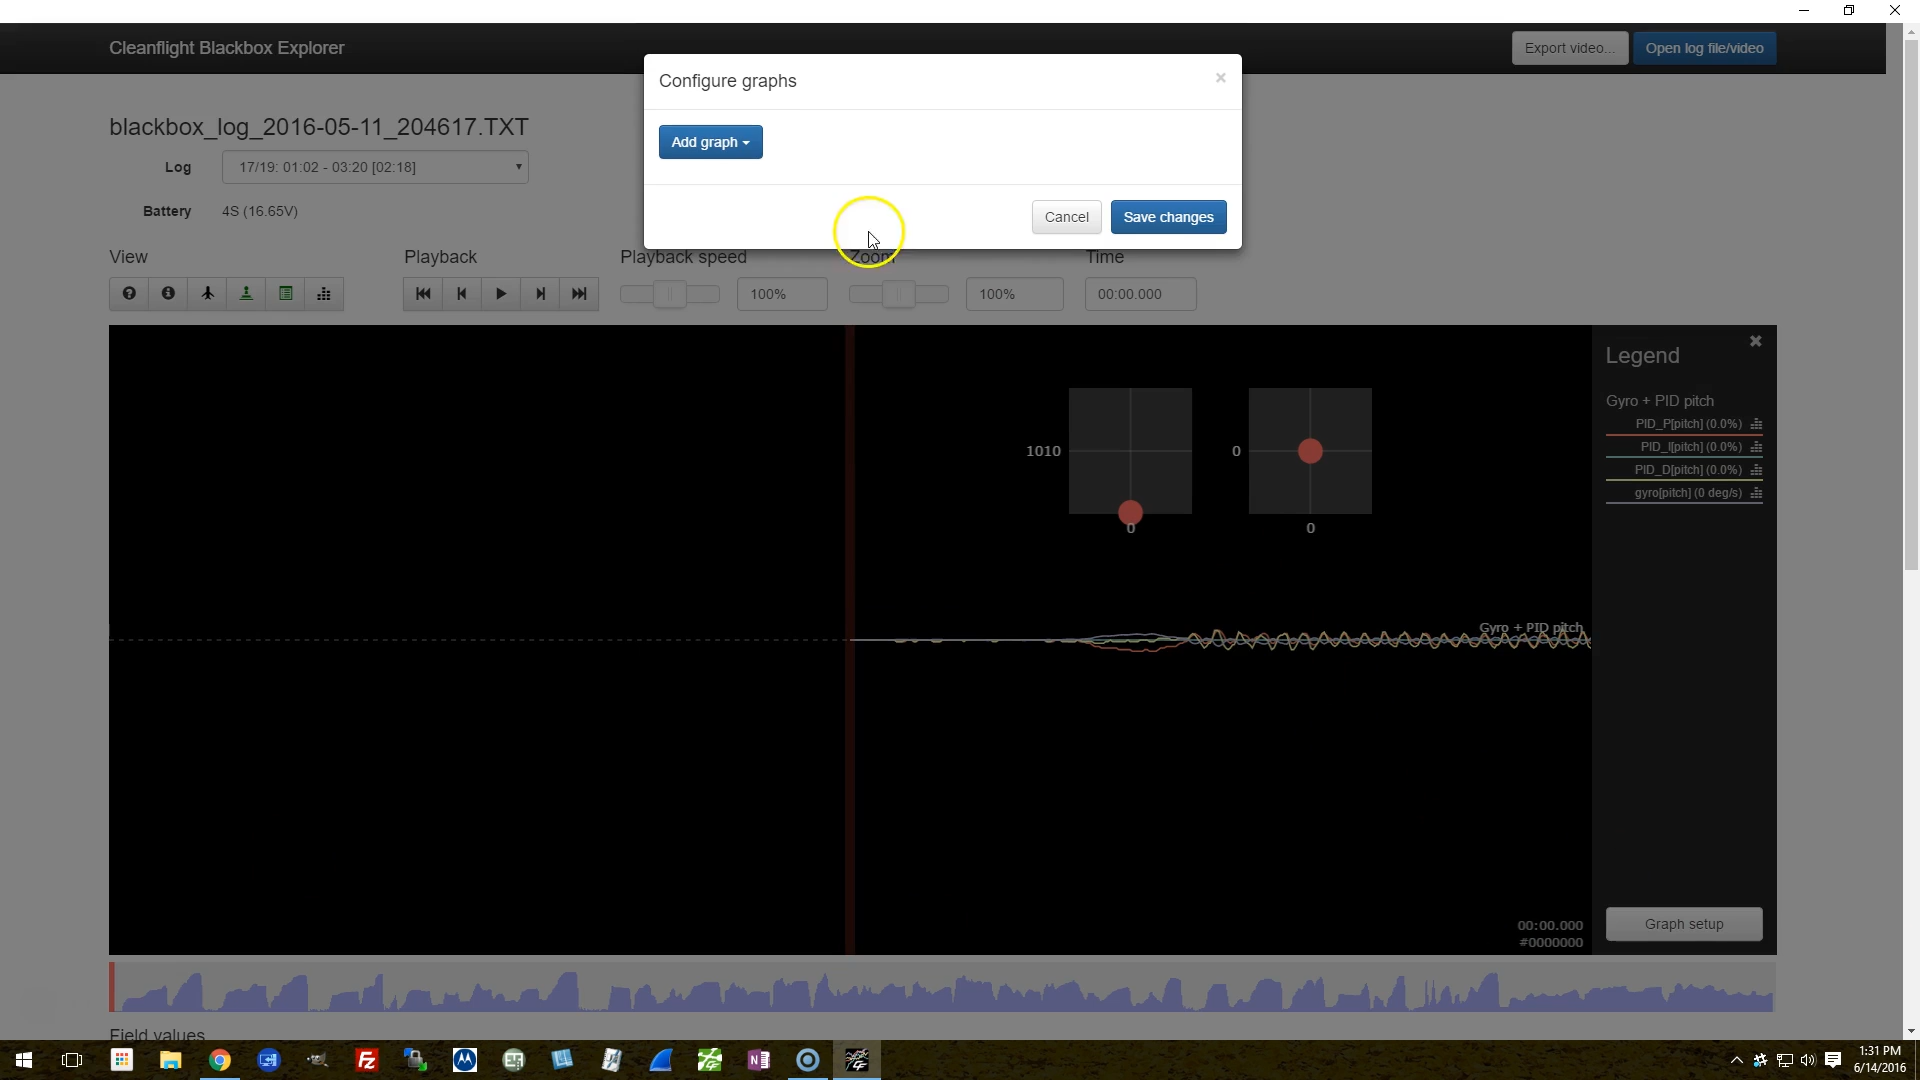 Cleanflight Blackbox Explorer
Export video...
Open log file/video
Configure graphs
×
Add graph
Cancel
Save changes
blackbox_log_2016-05-11_204617.TXT
Log
17/19: 01:02 - 03:20 [02:18]
Battery
4S (16.65V)
View
Playback
Playback speed
Zoom
Time
100%
100%
00:00.000
Legend
Gyro + PID pitch
PID_P[pitch] (0.0%)
PID_I[pitch] (0.0%)
PID_D[pitch] (0.0%)
gyro[pitch] (0 deg/s)
1010
0
0
0
Gyro + PID pitch
00:00.000
#0000000
Graph setup
Field values
1:31 PM
6/14/2016